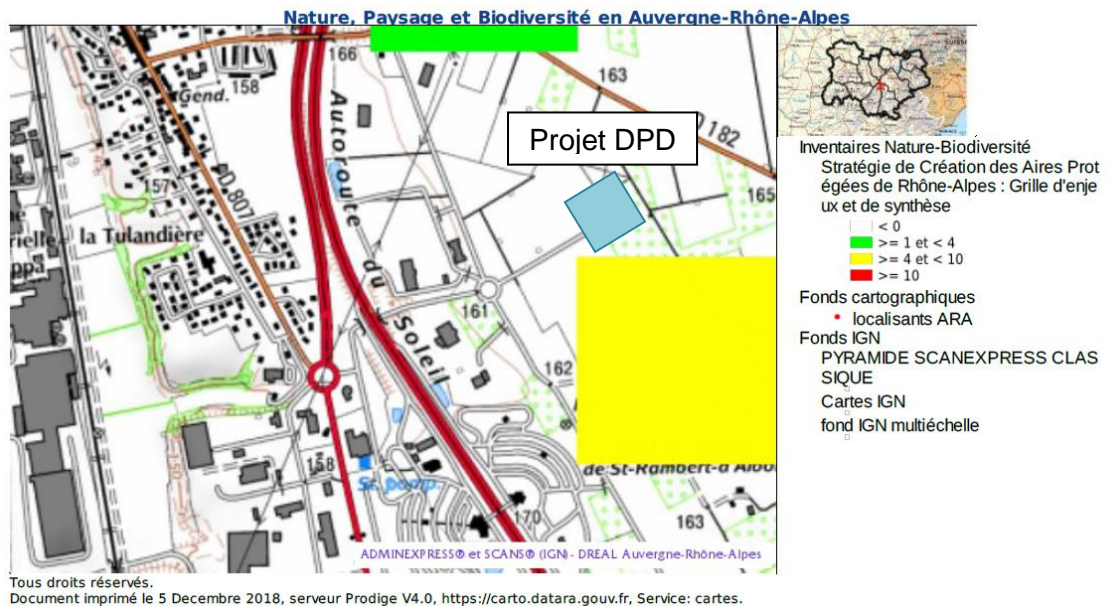 Nature, Paysage et Biodiversité en Auvergne-Rhône-Alpes
166
158
Gend.
163
Autoroute du Soleil
Projet DPD
D 182
165
157
D 807
la Tulandière
161
162
158
St. pomp.
170
163
de St-Rambert-d'Albon
ADMINEXPRESS® et SCANS® (IGN) - DREAL Auvergne-Rhône-Alpes
Inventaires Nature-Biodiversité
Stratégie de Création des Aires Prot
égées de Rhône-Alpes : Grille d'enje
ux et de synthèse
< 0
>= 1 et < 4
>= 4 et < 10
>= 10
Fonds cartographiques
localisants ARA
Fonds IGN
PYRAMIDE SCANEXPRESS CLAS
SIQUE
Cartes IGN
fond IGN multiéchelle
Tous droits réservés.
Document imprimé le 5 Decembre 2018, serveur Prodige V4.0, https://carto.datara.gouv.fr, Service: cartes.